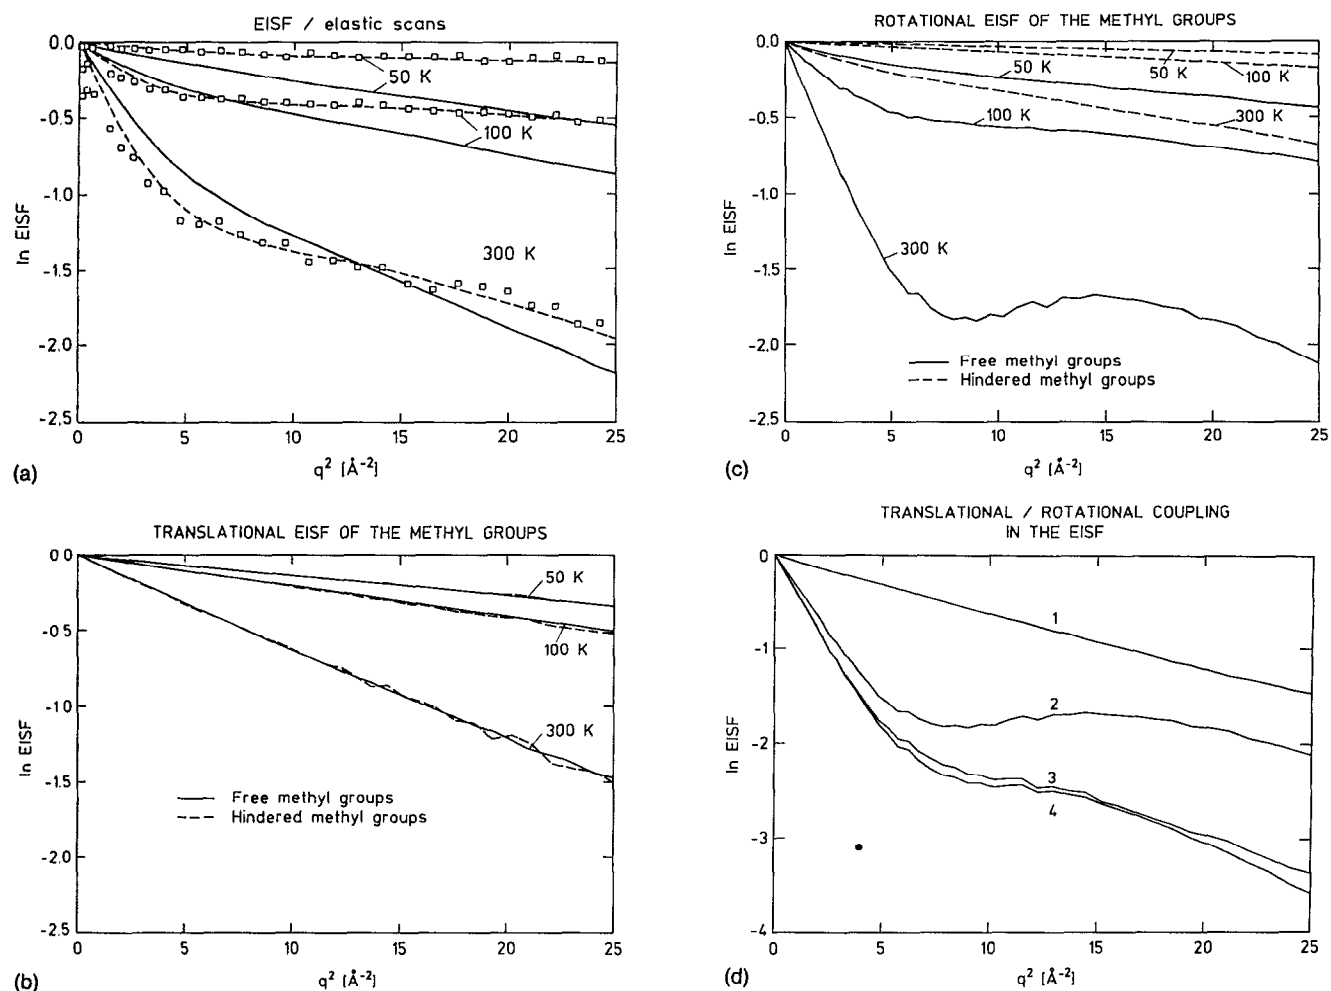 EISF / elastic scans
0.0
-0.5
-1.0
-1.5
-2.0
-2.5
ln EISF
50 K
100 K
300 K
0 5 10 15 20 25
q² [Å⁻²]
(a)
ROTATIONAL EISF OF THE METHYL GROUPS
0.0
-0.5
-1.0
-1.5
-2.0
-2.5
ln EISF
50 K
50 K
100 K
100 K
300 K
300 K
Free methyl groups
Hindered methyl groups
0 5 10 15 20 25
q² [Å⁻²]
(c)
TRANSLATIONAL EISF OF THE METHYL GROUPS
0.0
-0.5
-1.0
-1.5
-2.0
-2.5
ln EISF
50 K
100 K
300 K
Free methyl groups
Hindered methyl groups
0 5 10 15 20 25
q² [Å⁻²]
(b)
TRANSLATIONAL / ROTATIONAL COUPLING
IN THE EISF
0
-1
-2
-3
-4
ln EISF
1
2
3
4
0 5 10 15 20 25
q² [Å⁻²]
(d)